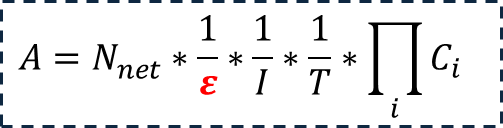 A = N_net * 1/ε * 1/I * 1/T * ∏_i C_i